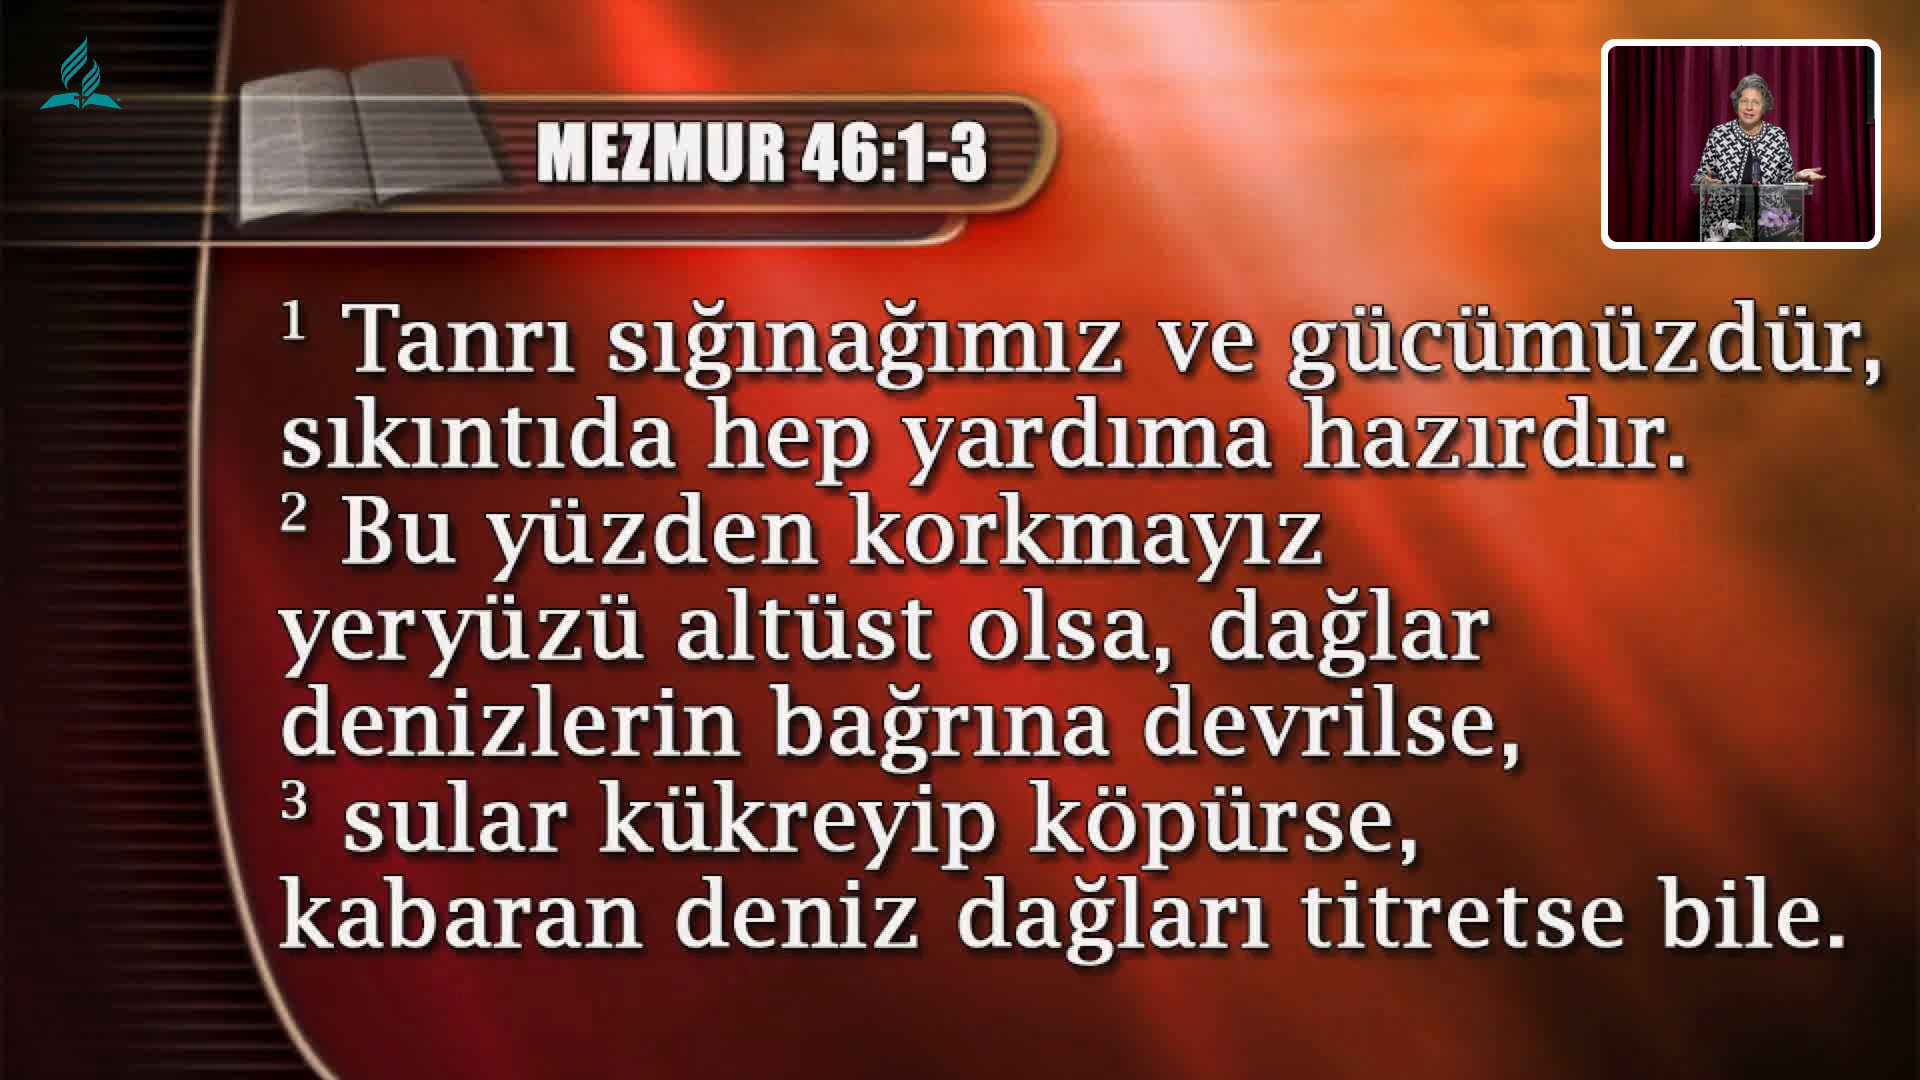 MEZMUR 46:1-3
1 Tanrı sığınağımız ve gücümüzdür,
sıkıntıda hep yardıma hazırdır.
2 Bu yüzden korkmayız
yeryüzü altüst olsa, dağlar
denizlerin bağrına devrilse,
3 sular kükreyip köpürse,
kabaran deniz dağları titretse bile.